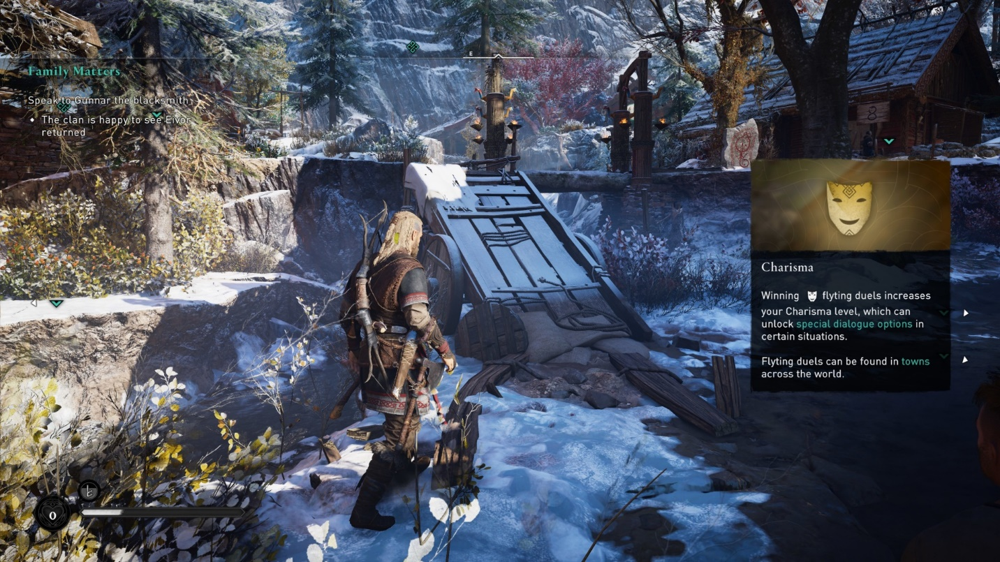 E
Family Matters
Speak to Gunnar the blacksmith.
The clan is happy to see Eivor
returned
Charisma
Winning flyting duels increases
your Charisma level, which can
unlock special dialogue options in
certain situations.
Flyting duels can be found in towns
across the world.
0